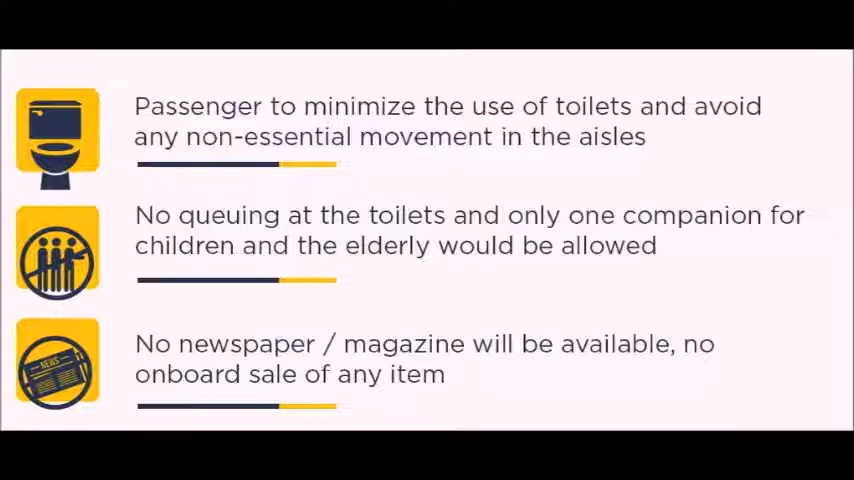 Passenger to minimize the use of toilets and avoid
any non-essential movement in the aisles
No queuing at the toilets and only one companion for
children and the elderly would be allowed
NEWS
No newspaper / magazine will be available, no
onboard sale of any item